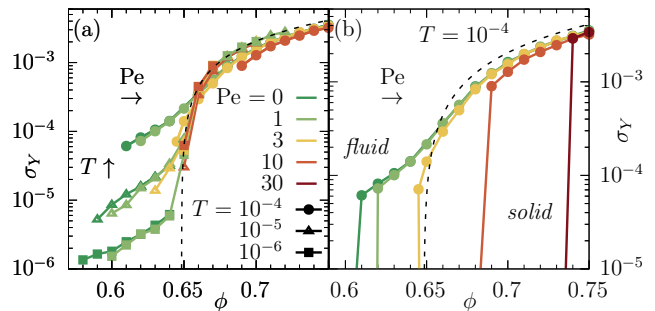 (a)
(b)
T = 10⁻⁴
10⁻³
10⁻⁴
10⁻⁵
10⁻⁶
σ_Y
Pe
→
T ↑
Pe = 0
1
3
10
30
T = 10⁻⁴
10⁻⁵
10⁻⁶
0.6
0.65
0.7
ϕ
Pe
→
fluid
solid
10⁻³
10⁻⁴
10⁻⁵
σ_Y
0.6
0.65
0.7
0.75
ϕ